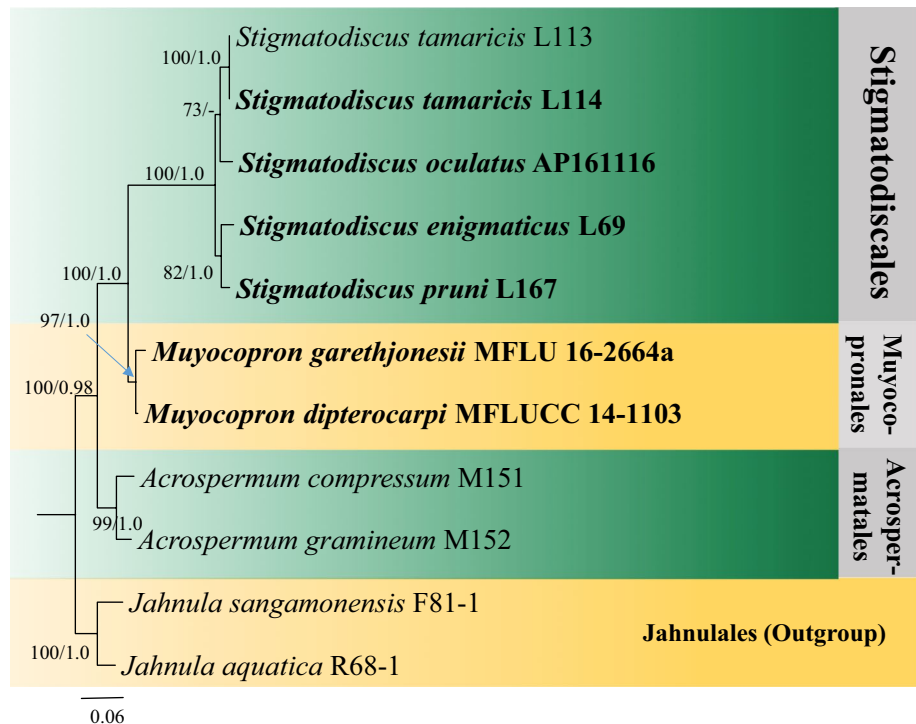 Stigmatodiscus tamaricis L113
100/1.0
Stigmatodiscus tamaricis L114
73/-
Stigmatodiscus oculatus AP161116
100/1.0
Stigmatodiscus enigmaticus L69
82/1.0
Stigmatodiscus pruni L167
Stigmatodiscales
100/1.0
97/1.0
Muyocopron garethjonesii MFLU 16-2664a
100/0.98
Muyocopron dipterocarpi MFLUCC 14-1103
Muyoco-
pronales
Acrospermum compressum M151
99/1.0
Acrospermum gramineum M152
Acrosper-
matales
Jahnula sangamonensis F81-1
Jahnulales (Outgroup)
100/1.0
Jahnula aquatica R68-1
0.06